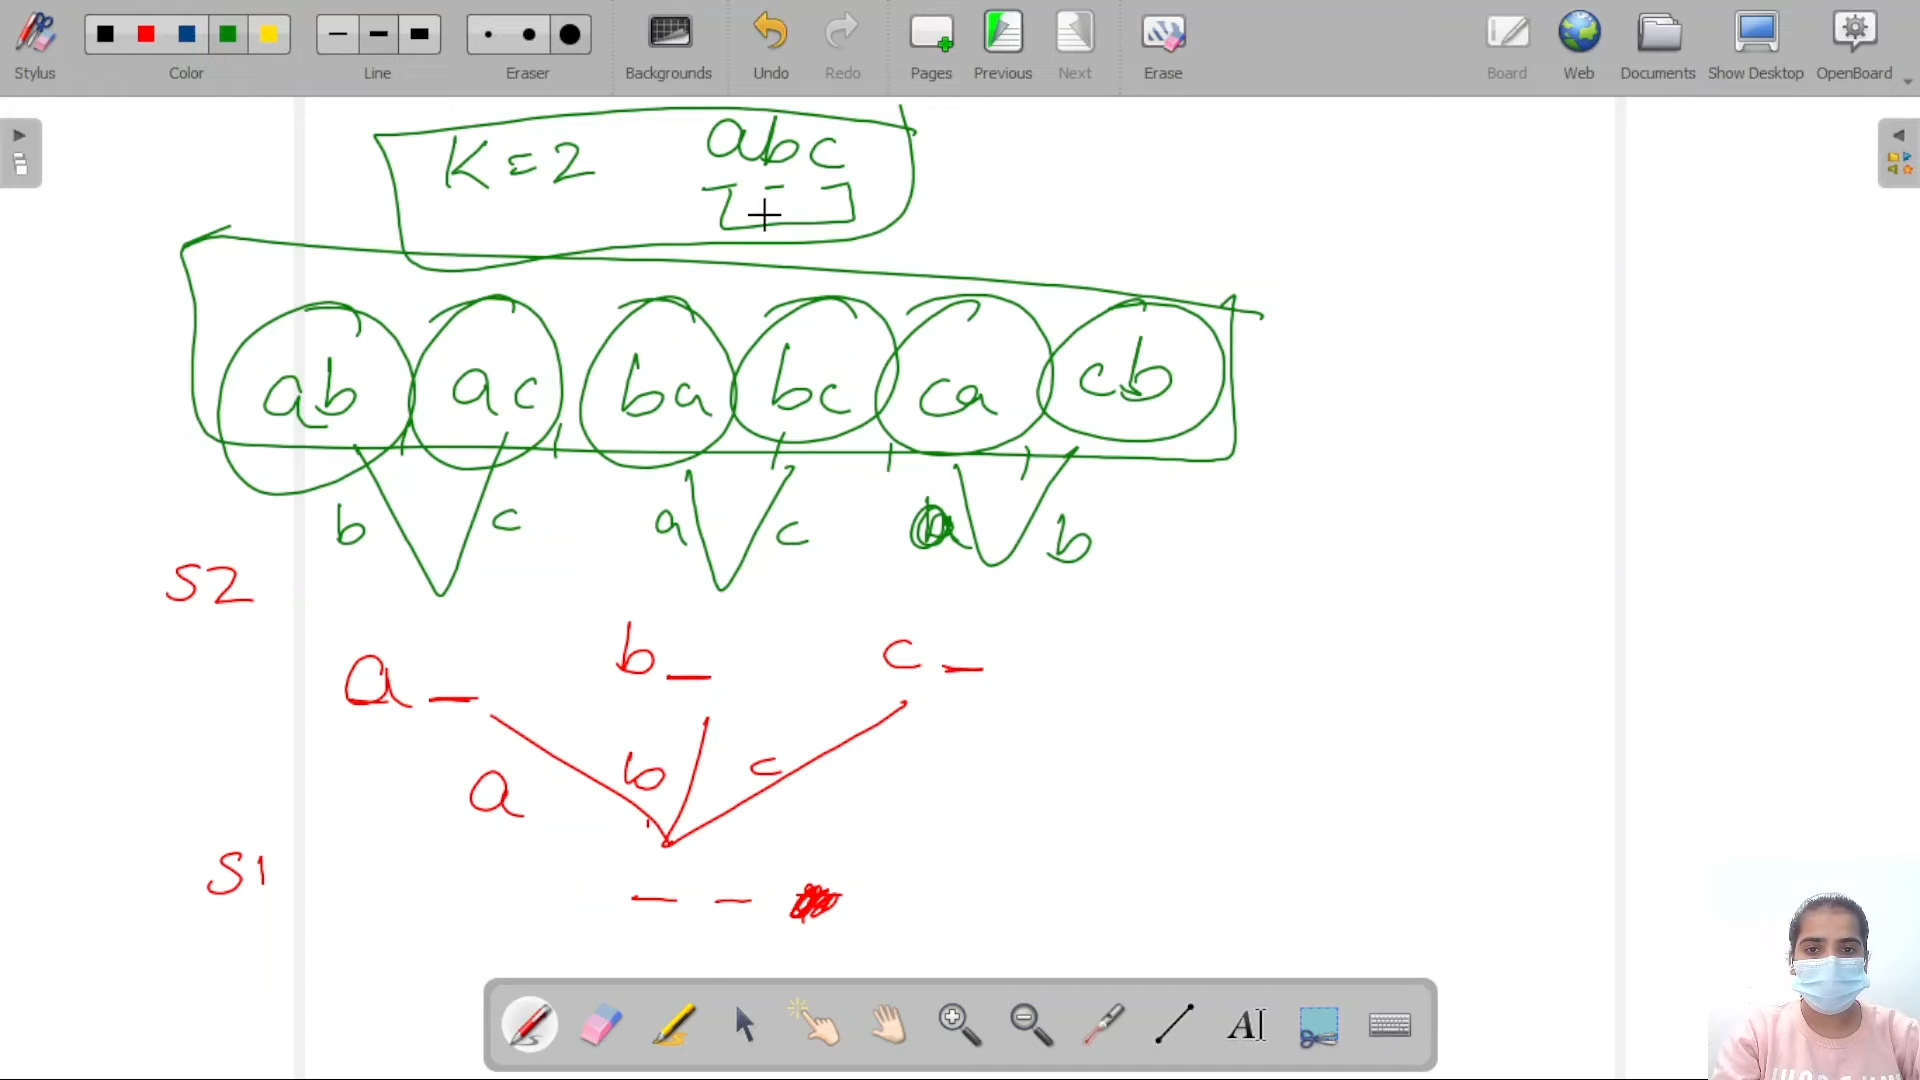 Stylus Color Line Eraser Backgrounds Undo Redo Pages Previous Next Erase Board Web Documents Show Desktop OpenBoard
K=2 abc
ab ac ba bc ca cb
b c a c a b
S2
a_ b_ c_
a b c
S1
_ _
AI